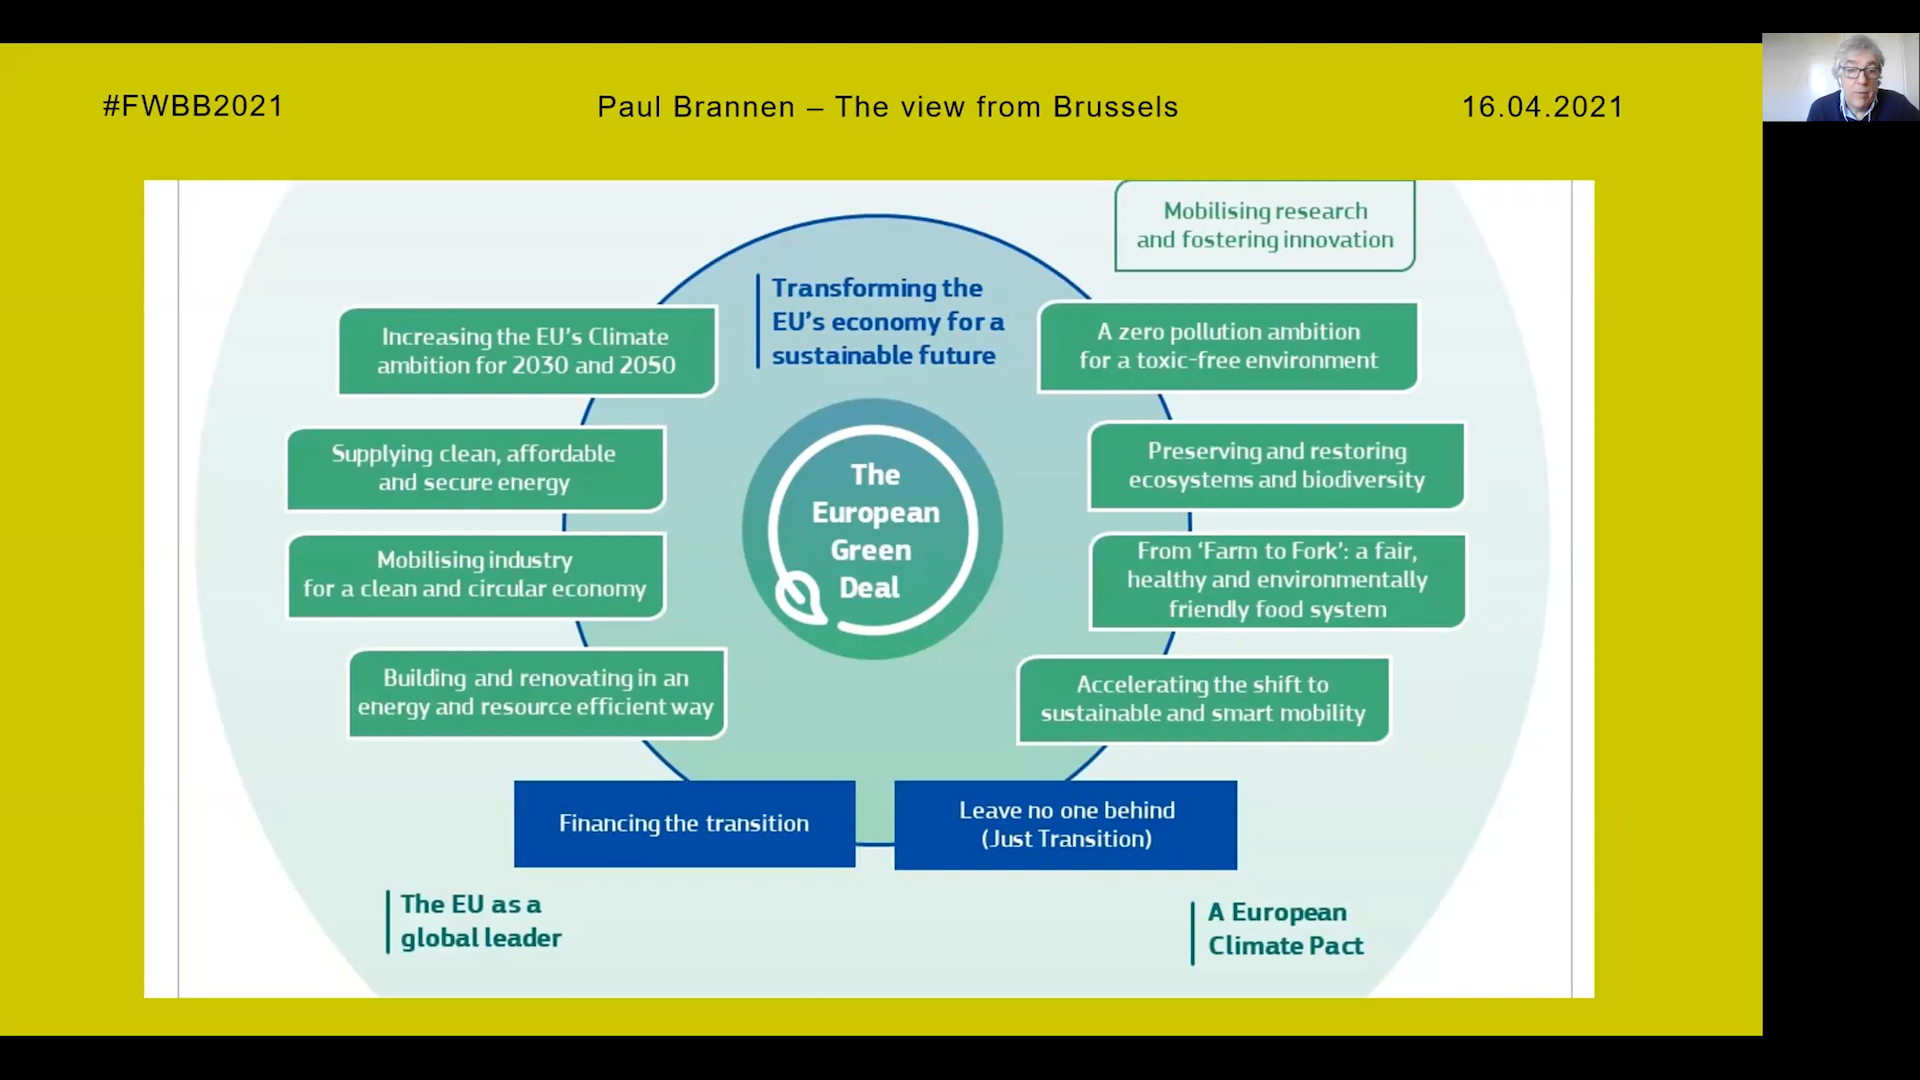 #FWBB2021
Paul Brannen – The view from Brussels
16.04.2021
Mobilising research
and fostering innovation
Transforming the
EU's economy for a
sustainable future
Increasing the EU's Climate
ambition for 2030 and 2050
A zero pollution ambition
for a toxic-free environment
Supplying clean, affordable
and secure energy
Preserving and restoring
ecosystems and biodiversity
The
European
Green
Deal
Mobilising industry
for a clean and circular economy
From 'Farm to Fork': a fair,
healthy and environmentally
friendly food system
Building and renovating in an
energy and resource efficient way
Accelerating the shift to
sustainable and smart mobility
Financing the transition
Leave no one behind
(Just Transition)
The EU as a
global leader
A European
Climate Pact